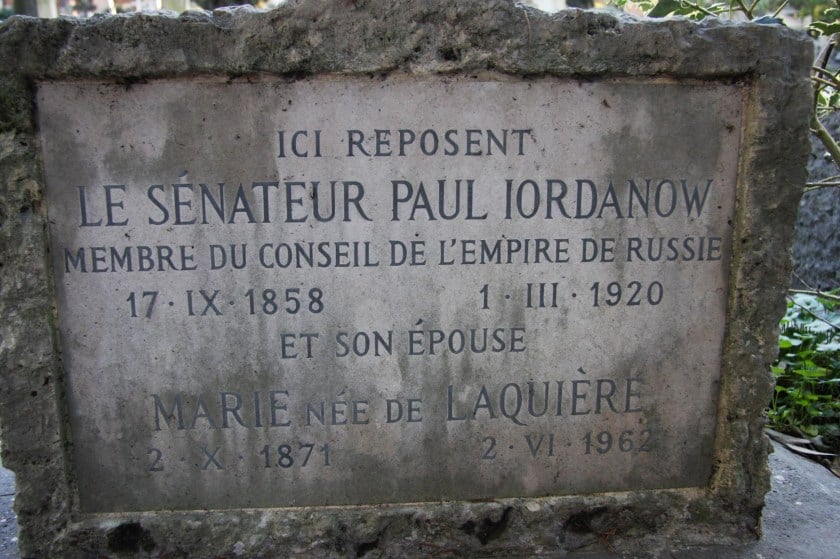 ICI REPOSENT
LE SÉNATEUR PAUL IORDANOW
MEMBRE DU CONSEIL DE L'EMPIRE DE RUSSIE
17 · IX · 1858 1 · III · 1920
ET SON ÉPOUSE
MARIE NÉE DE LAQUIÈRE
2 · X · 1871 2 · VI · 1962